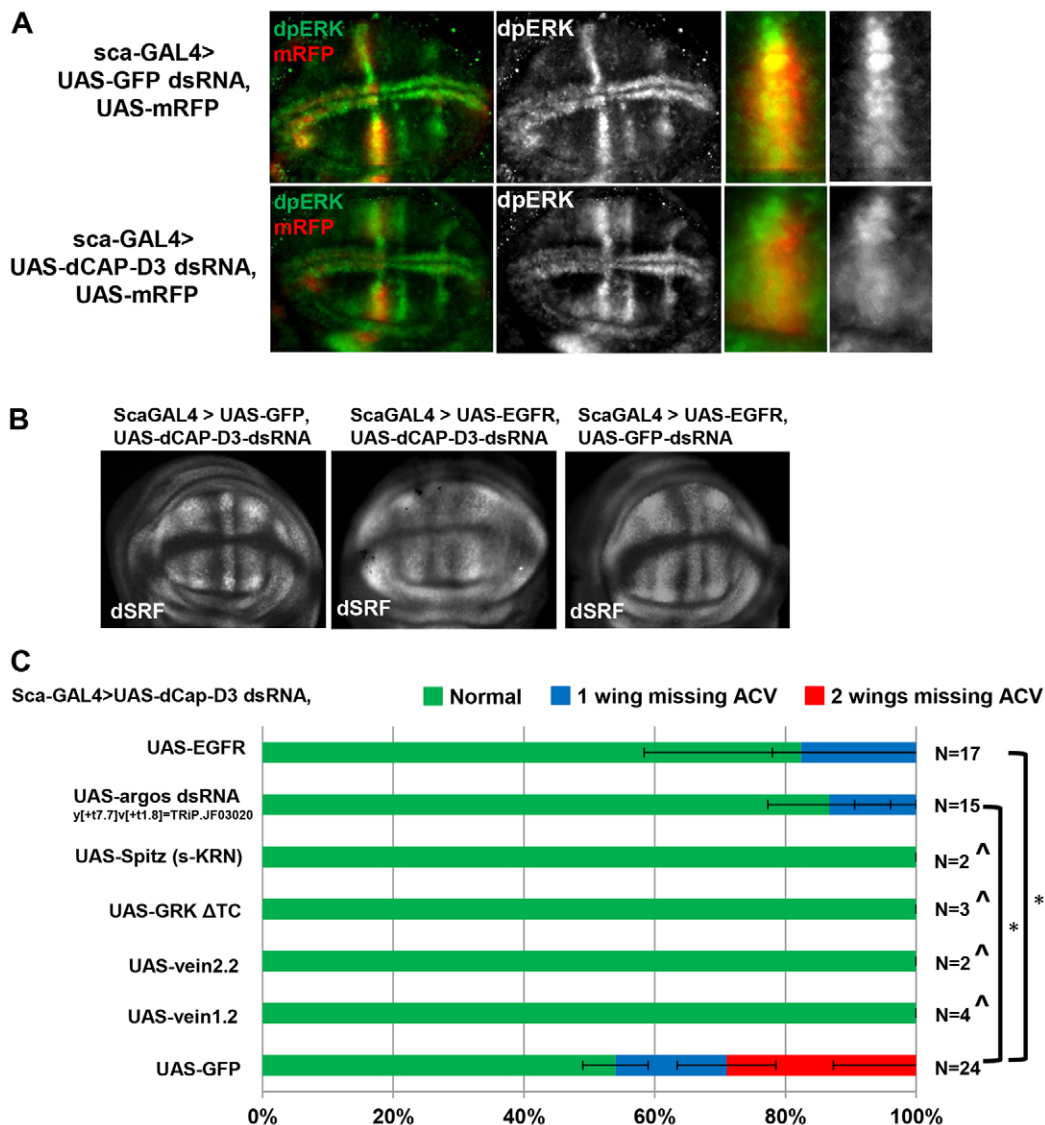 A
sca-GAL4>
UAS-GFP dsRNA,
UAS-mRFP
dpERK
mRFP
dpERK
sca-GAL4>
UAS-dCAP-D3 dsRNA,
UAS-mRFP
dpERK
mRFP
dpERK
B
ScaGAL4 > UAS-GFP,
UAS-dCAP-D3-dsRNA
ScaGAL4 > UAS-EGFR,
UAS-dCAP-D3-dsRNA
ScaGAL4 > UAS-EGFR,
UAS-GFP-dsRNA
dSRF
dSRF
dSRF
C
Sca-GAL4>UAS-dCap-D3 dsRNA,
Normal
1 wing missing ACV
2 wings missing ACV
UAS-EGFR
N=17
UAS-argos dsRNA
y[+t7.7]v[+t1.8]=TRiP.JF03020
N=15
UAS-Spitz (s-KRN)
N=2 ^
UAS-GRK ΔTC
N=3 ^
UAS-vein2.2
N=2 ^
UAS-vein1.2
N=4 ^
UAS-GFP
N=24
*
*
0%
20%
40%
60%
80%
100%